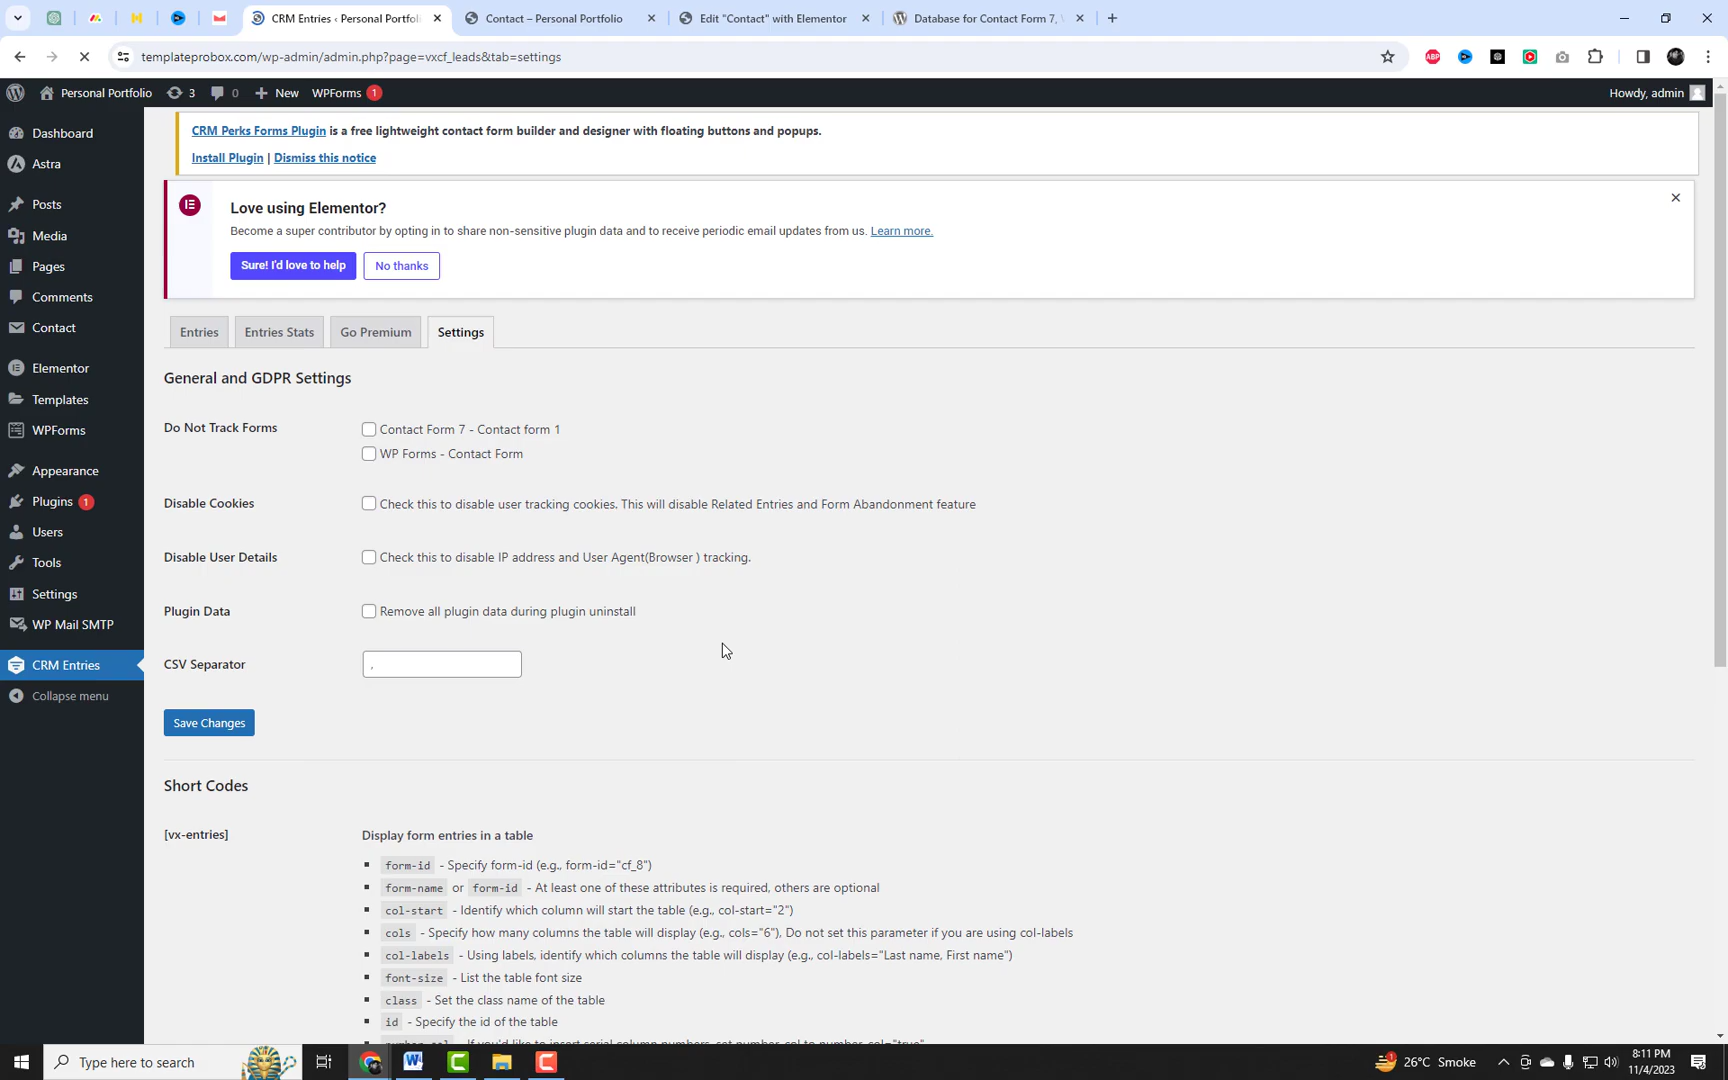 CRM Entries ‹ Personal Portfoli
Contact – Personal Portfolio
Edit "Contact" with Elementor
Database for Contact Form 7,
templateprobox.com/wp-admin/admin.php?page=vxcf_leads&tab=settings
Personal Portfolio
3
0
New
WPForms 1
Howdy, admin
Dashboard
Astra
Posts
Media
Pages
Comments
Contact
Elementor
Templates
WPForms
Appearance
Plugins 1
Users
Tools
Settings
WP Mail SMTP
CRM Entries
Collapse menu
CRM Perks Forms Plugin is a free lightweight contact form builder and designer with floating buttons and popups.
Install Plugin | Dismiss this notice
Love using Elementor?
Become a super contributor by opting in to share non-sensitive plugin data and to receive periodic email updates from us. Learn more.
Sure! I'd love to help
No thanks
Entries
Entries Stats
Go Premium
Settings
General and GDPR Settings
Do Not Track Forms
Contact Form 7 - Contact form 1
WP Forms - Contact Form
Disable Cookies
Check this to disable user tracking cookies. This will disable Related Entries and Form Abandonment feature
Disable User Details
Check this to disable IP address and User Agent(Browser ) tracking.
Plugin Data
Remove all plugin data during plugin uninstall
CSV Separator
,
Save Changes
Short Codes
[vx-entries]
Display form entries in a table
form-id - Specify form-id (e.g., form-id="cf_8")
form-name or form-id - At least one of these attributes is required, others are optional
col-start - Identify which column will start the table (e.g., col-start="2")
cols - Specify how many columns the table will display (e.g., cols="6"), Do not set this parameter if you are using col-labels
col-labels - Using labels, identify which columns the table will display (e.g., col-labels="Last name, First name")
font-size - List the table font size
class - Set the class name of the table
id - Specify the id of the table
Type here to search
26°C Smoke
8:11 PM
11/4/2023